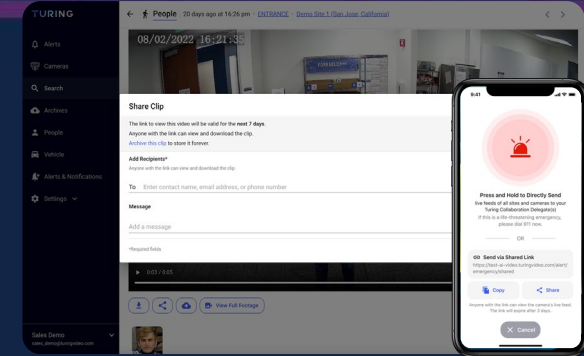 TURING
People 20 days ago at 16:26 pm · ENTRANCE · Demo Site 1 (San Jose, California)
Alerts
Cameras
Search
Archives
People
Vehicle
Alerts & Notifications
Settings
08/02/2022 16:21:35
Share Clip
The link to view this video will be valid for the next 7 days.
Anyone with the link can view and download the clip.
Archive this clip to store it forever.
Add Recipients*
Anyone with the link can view and download the clip
To Enter contact name, email address, or phone number
Message
Add a message
*Required fields
0:03 / 0:05
View Full Footage
Sales Demo
sales_demo@turingvideo.com
9:41
Press and Hold to Directly Send
live feeds of all sites and cameras to your
Turing Collaboration Delegate(s)
If this is a life-threatening emergency,
please dial 911 now.
OR
Send via Shared Link
https://test-ai-video.turingvideo.com/alert/
emergency/shared
Copy
Share
Anyone with the link can view the camera's live feed.
The link will expire after 2 days.
Cancel